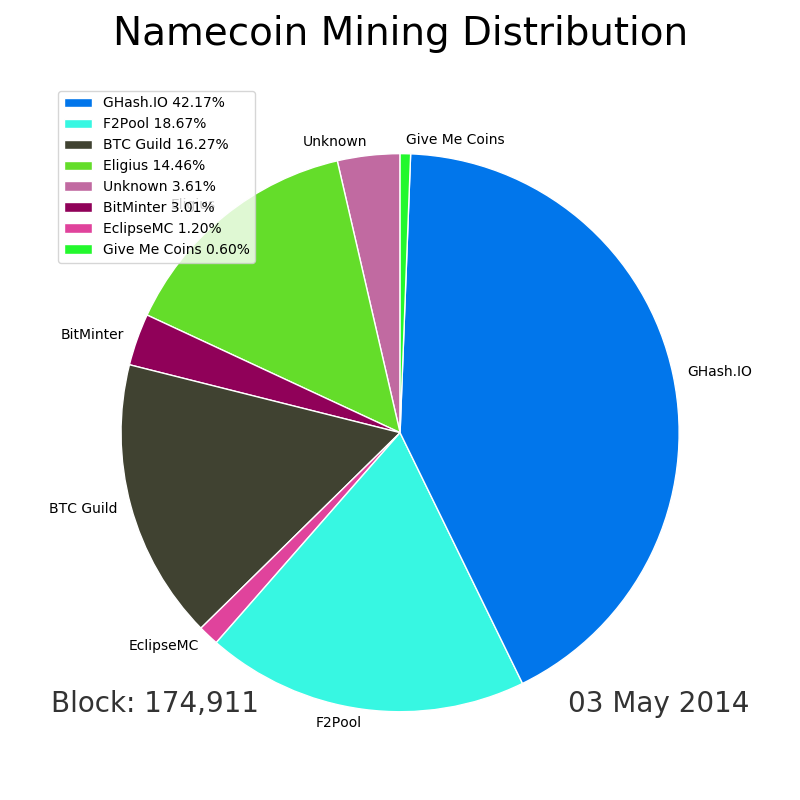 Namecoin Mining Distribution
GHash.IO 42.17%
F2Pool 18.67%
BTC Guild 16.27%
Eligius 14.46%
Unknown 3.61%
BitMinter 3.01%
EclipseMC 1.20%
Give Me Coins 0.60%
Unknown
Give Me Coins
Eligius
BitMinter
GHash.IO
BTC Guild
EclipseMC
F2Pool
Block: 174,911
03 May 2014